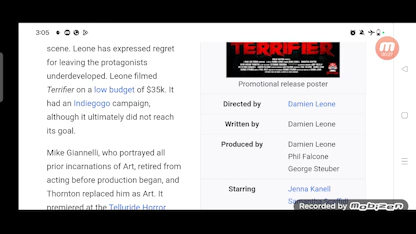 3:05
scene. Leone has expressed regret
for leaving the protagonists
underdeveloped. Leone filmed
Terrifier on a low budget of $35k. It
had an Indiegogo campaign,
although it ultimately did not reach
its goal.
Mike Giannelli, who portrayed all
prior incarnations of Art, retired from
acting before production began, and
Thornton replaced him as Art. It
premiered at the Telluride Horror
TERRIFIER
Promotional release poster
Directed by Damien Leone
Written by Damien Leone
Produced by Damien Leone
Phil Falcone
George Steuber
Starring Jenna Kanell
Samantha Scaffidi
Recorded by Mobizen